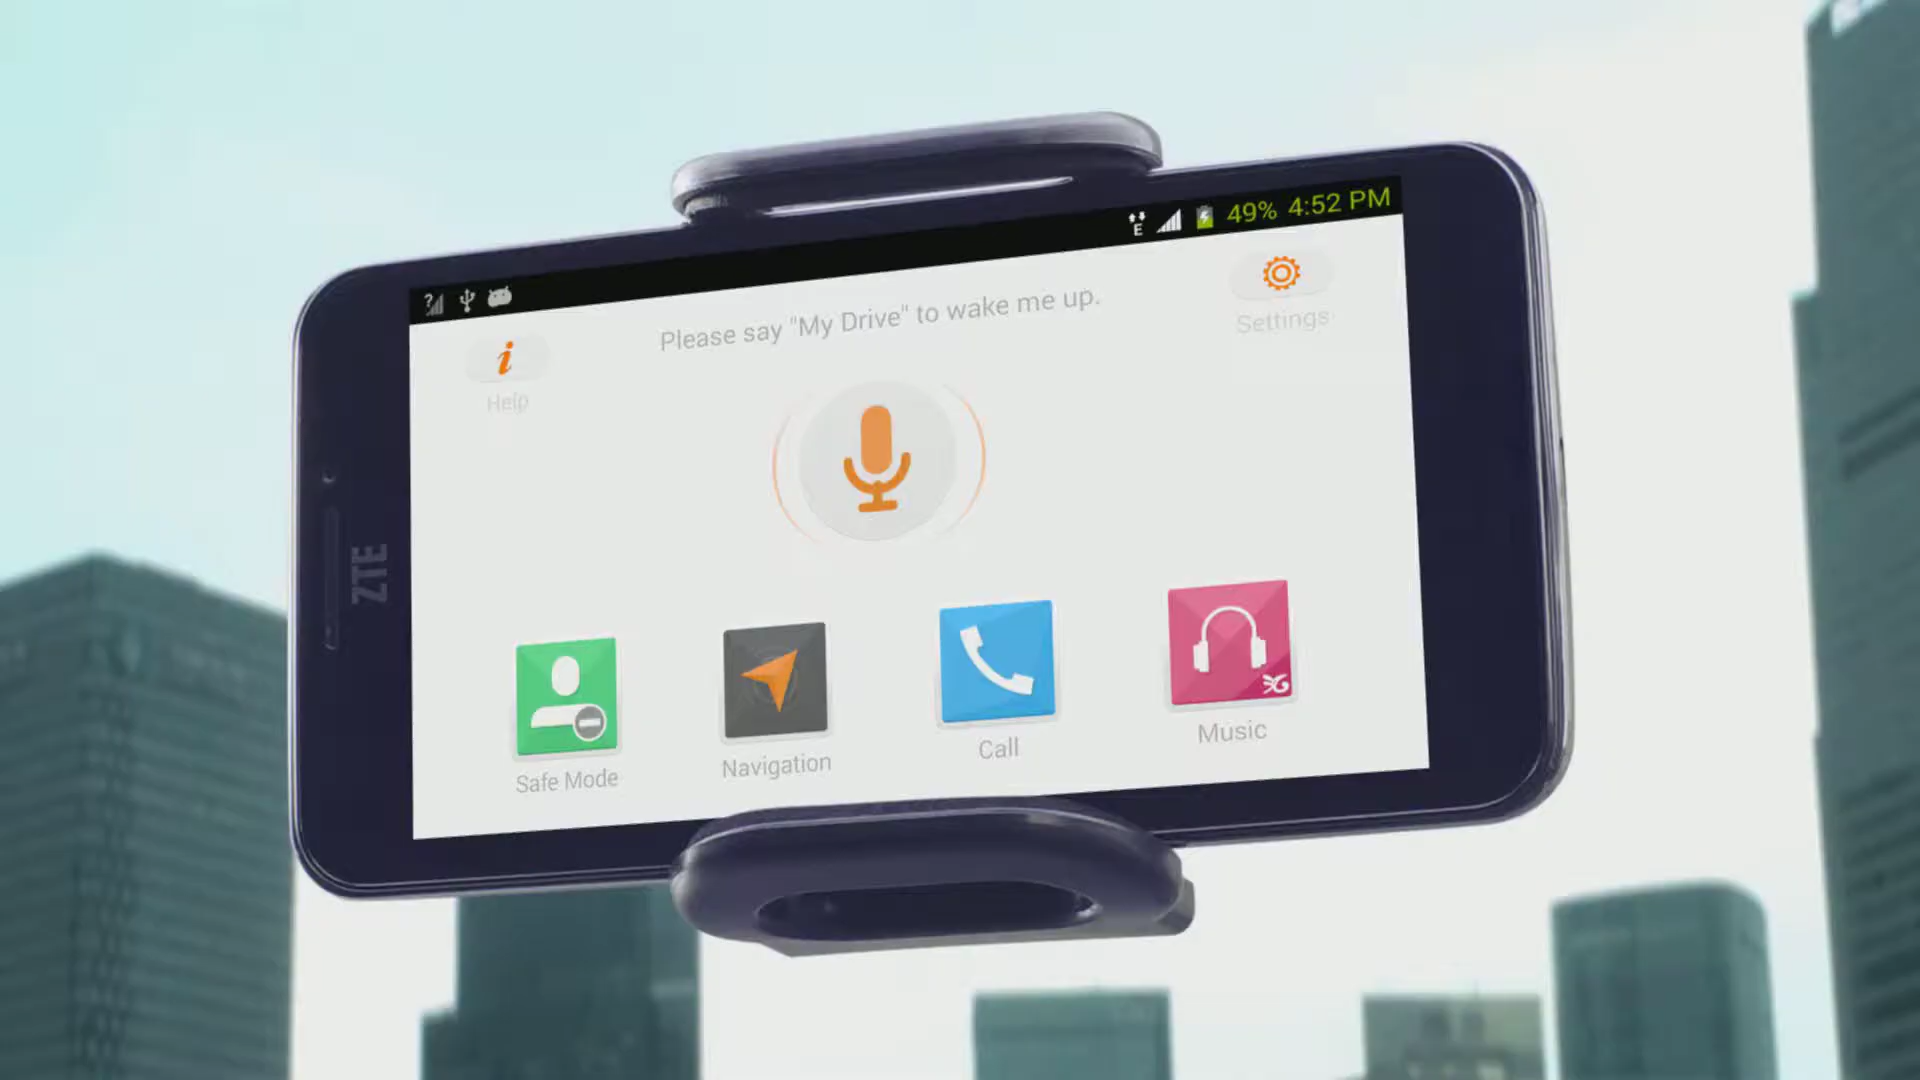 E 49% 4:52 PM
?
Please say "My Drive" to wake me up.
i
Help
Settings
ZTE
Safe Mode
Navigation
Call
Music